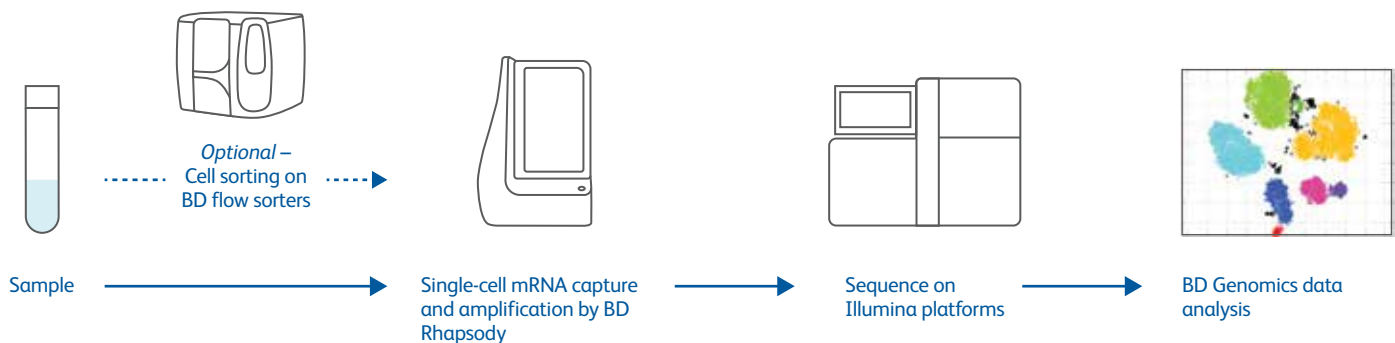 Optional –
Cell sorting on
BD flow sorters
Sample
Single-cell mRNA capture
and amplification by BD
Rhapsody
Sequence on
Illumina platforms
BD Genomics data
analysis